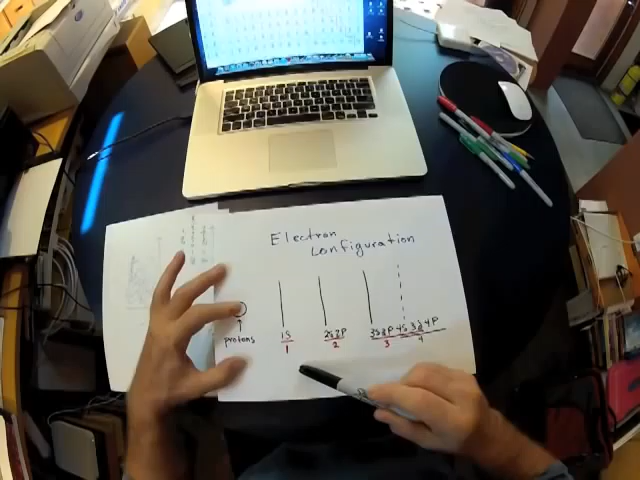 Electron
configuration
protons
1S 2S 2P 3S 3P 4S 3d 4P
1 2 3 4